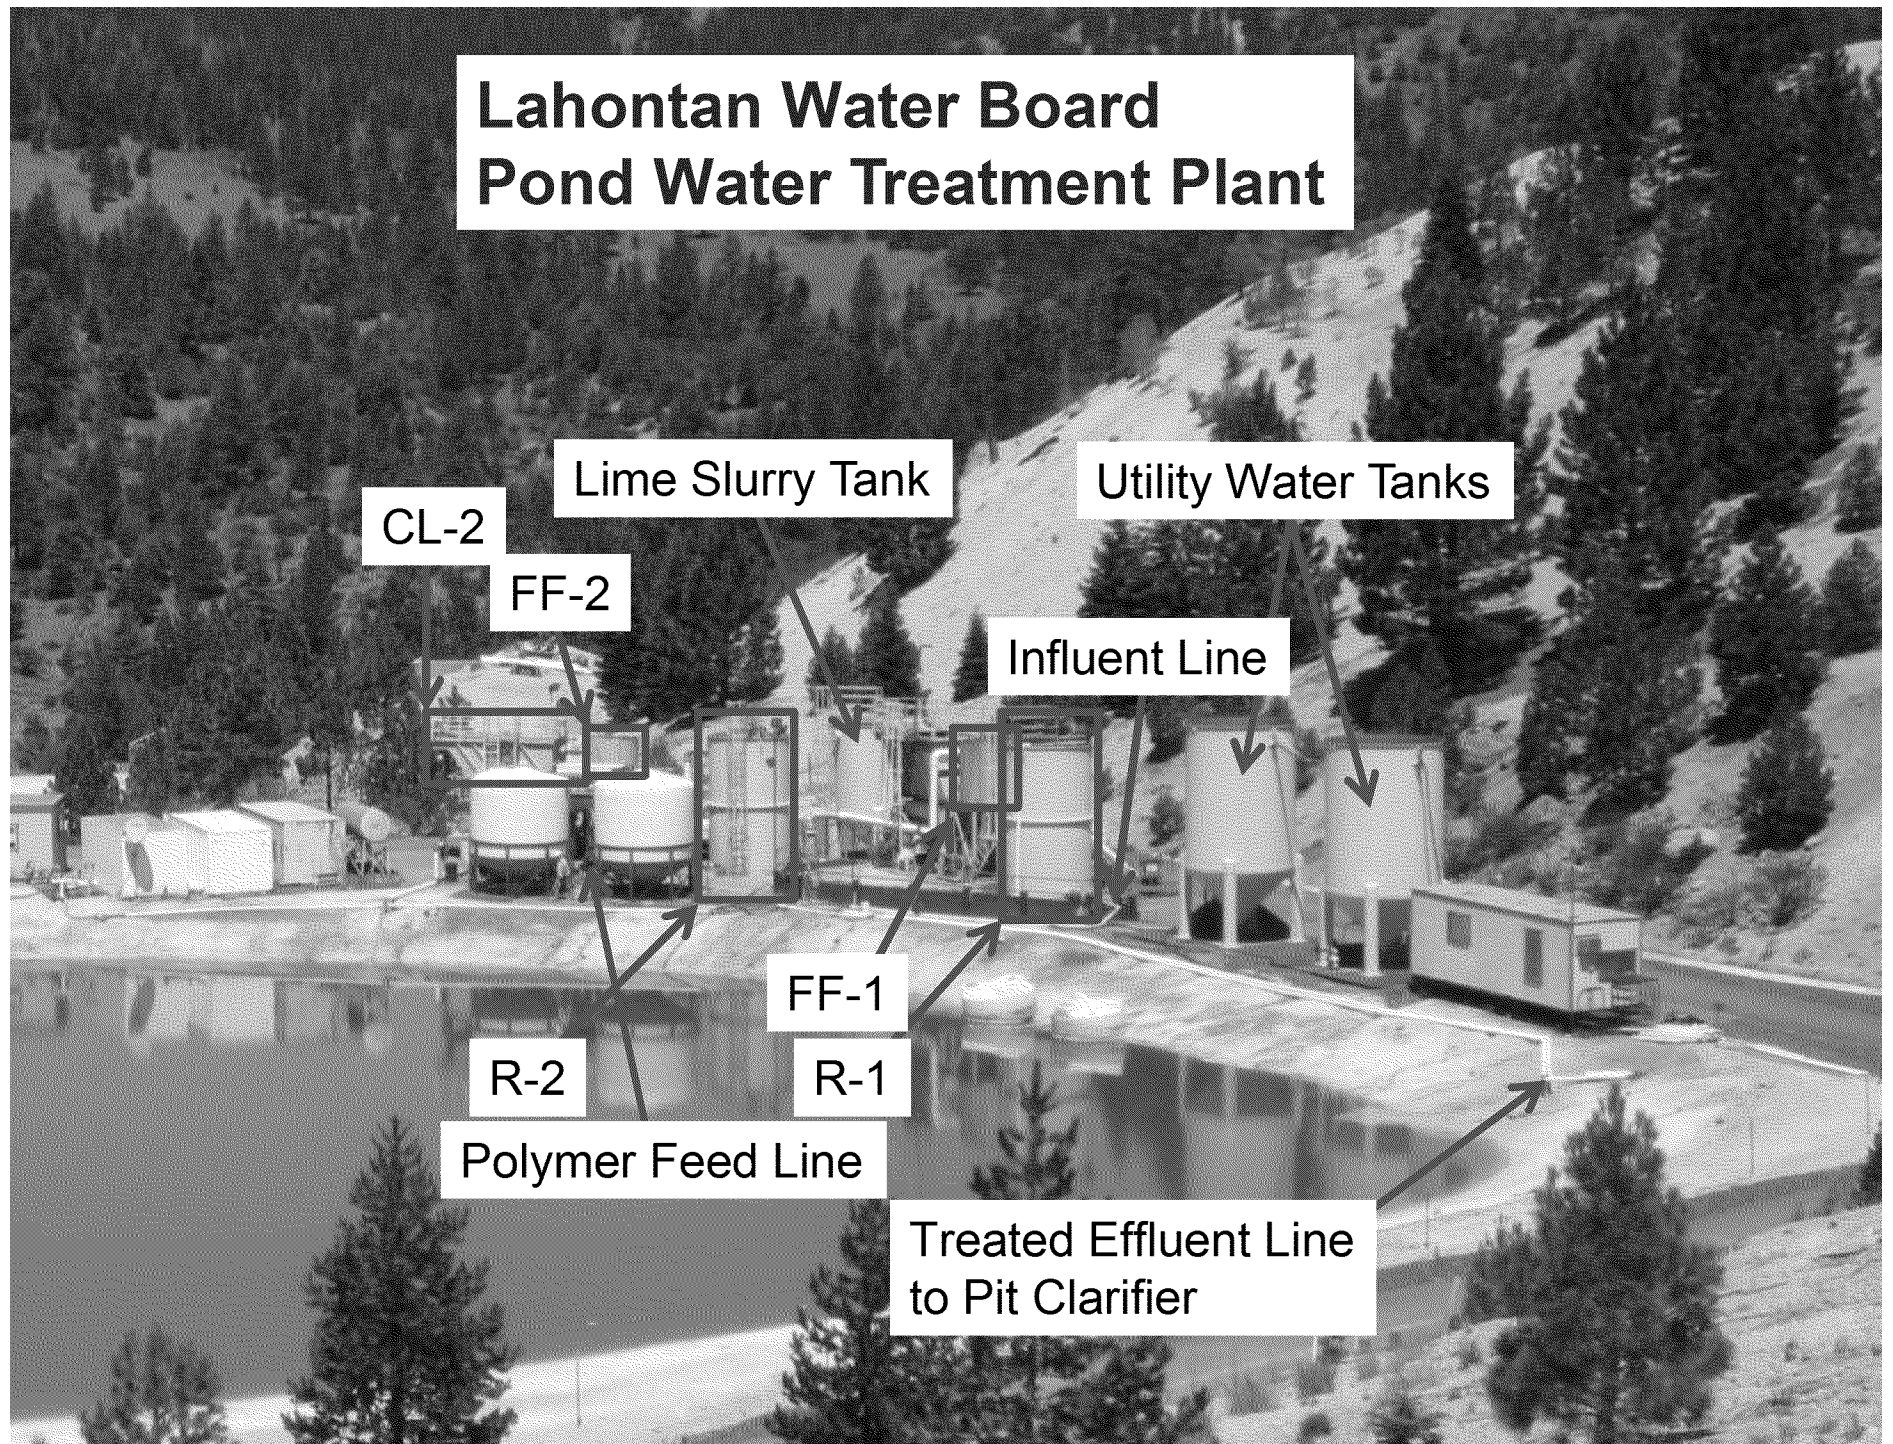 Lahontan Water Board
Pond Water Treatment Plant
Lime Slurry Tank
Utility Water Tanks
CL-2
FF-2
Influent Line
FF-1
R-2
R-1
Polymer Feed Line
Treated Effluent Line
to Pit Clarifier